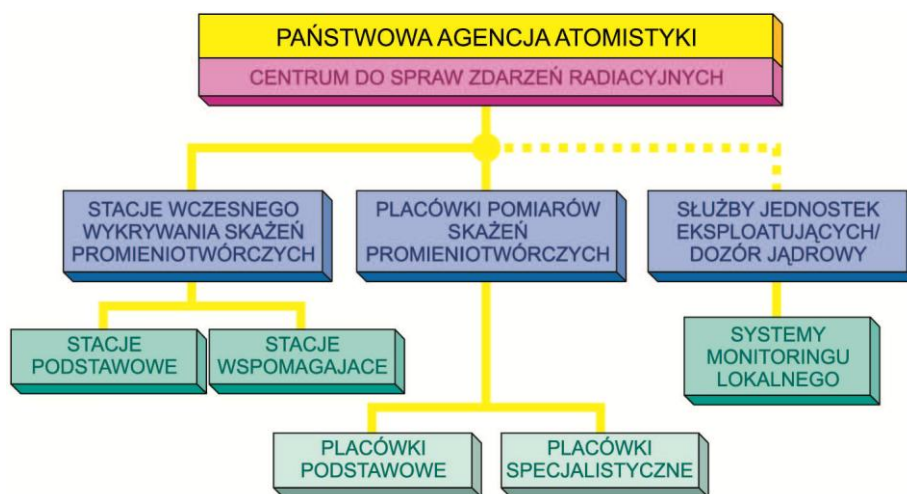 PAŃSTWOWA AGENCJA ATOMISTYKI
CENTRUM DO SPRAW ZDARZEŃ RADIACYJNYCH
STACJE WCZESNEGO
WYKRYWANIA SKAŻEŃ
PROMIENIOTWÓRCZYCH
PLACÓWKI POMIARÓW
SKAŻEŃ
PROMIENIOTWÓRCZYCH
SŁUŻBY JEDNOSTEK
EKSPLOATUJĄCYCH/
DOZÓR JĄDROWY
STACJE
PODSTAWOWE
STACJE
WSPOMAGAJACE
SYSTEMY
MONITORINGU
LOKALNEGO
PLACÓWKI
PODSTAWOWE
PLACÓWKI
SPECJALISTYCZNE